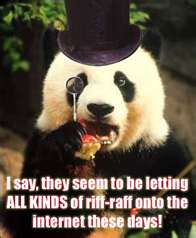 I say, they seem to be letting
ALL KINDS of riff-raff onto the
internet these days!